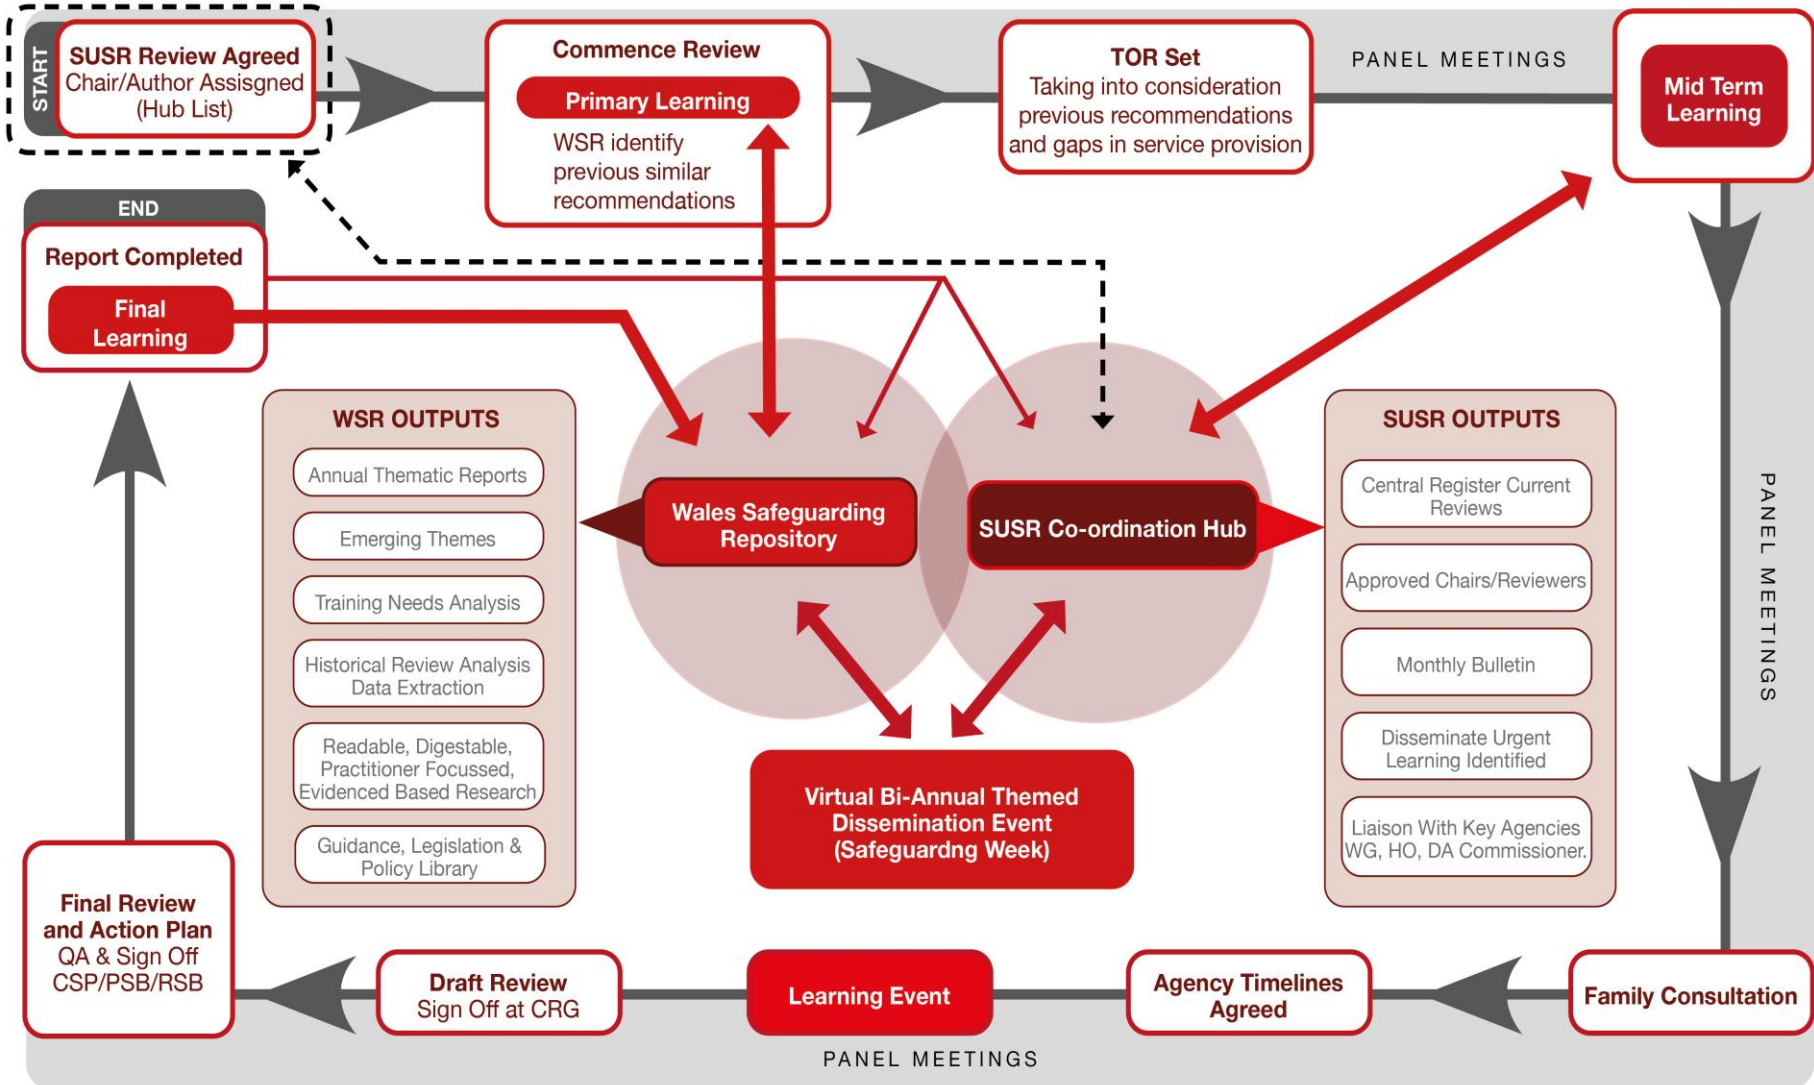 START
SUSR Review Agreed
Chair/Author Assisgned
(Hub List)
Commence Review
Primary Learning
WSR identify
previous similar
recommendations
TOR Set
Taking into consideration
previous recommendations
and gaps in service provision
PANEL MEETINGS
Mid Term
Learning
END
Report Completed
Final
Learning
WSR OUTPUTS
Annual Thematic Reports
Emerging Themes
Training Needs Analysis
Historical Review Analysis
Data Extraction
Readable, Digestable,
Practitioner Focussed,
Evidenced Based Research
Guidance, Legislation &
Policy Library
Wales Safeguarding
Repository
SUSR Co-ordination Hub
Virtual Bi-Annual Themed
Dissemination Event
(Safeguardng Week)
SUSR OUTPUTS
Central Register Current
Reviews
Approved Chairs/Reviewers
Monthly Bulletin
Disseminate Urgent
Learning Identified
Liaison With Key Agencies
WG, HO, DA Commissioner.
PANEL MEETINGS
Final Review
and Action Plan
QA & Sign Off
CSP/PSB/RSB
Draft Review
Sign Off at CRG
Learning Event
Agency Timelines
Agreed
Family Consultation
PANEL MEETINGS